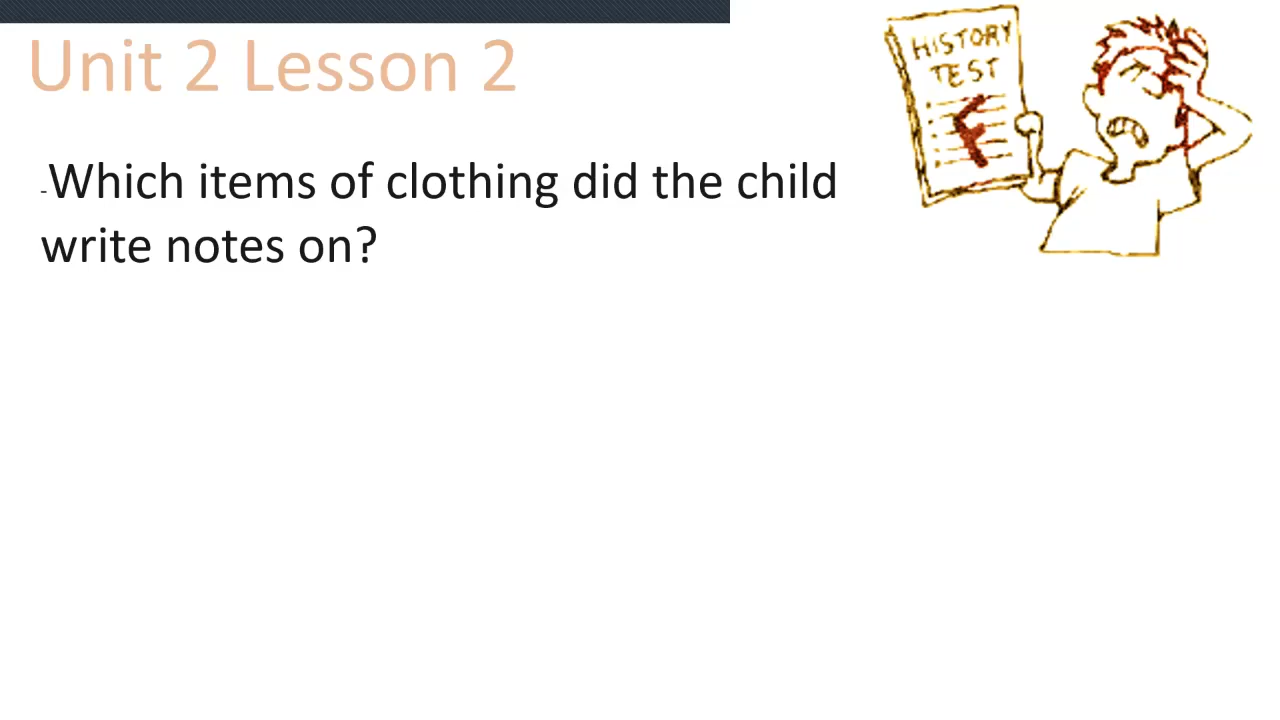 Unit 2 Lesson 2
-Which items of clothing did the child
write notes on?
HISTORY
TEST
F